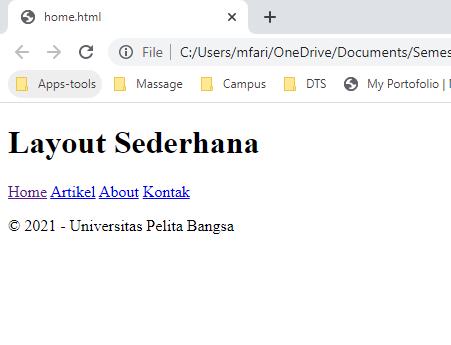 home.html
File C:/Users/mfari/OneDrive/Documents/Semes
Apps-tools Massage Campus DTS My Portofolio |
Layout Sederhana
Home Artikel About Kontak
© 2021 - Universitas Pelita Bangsa